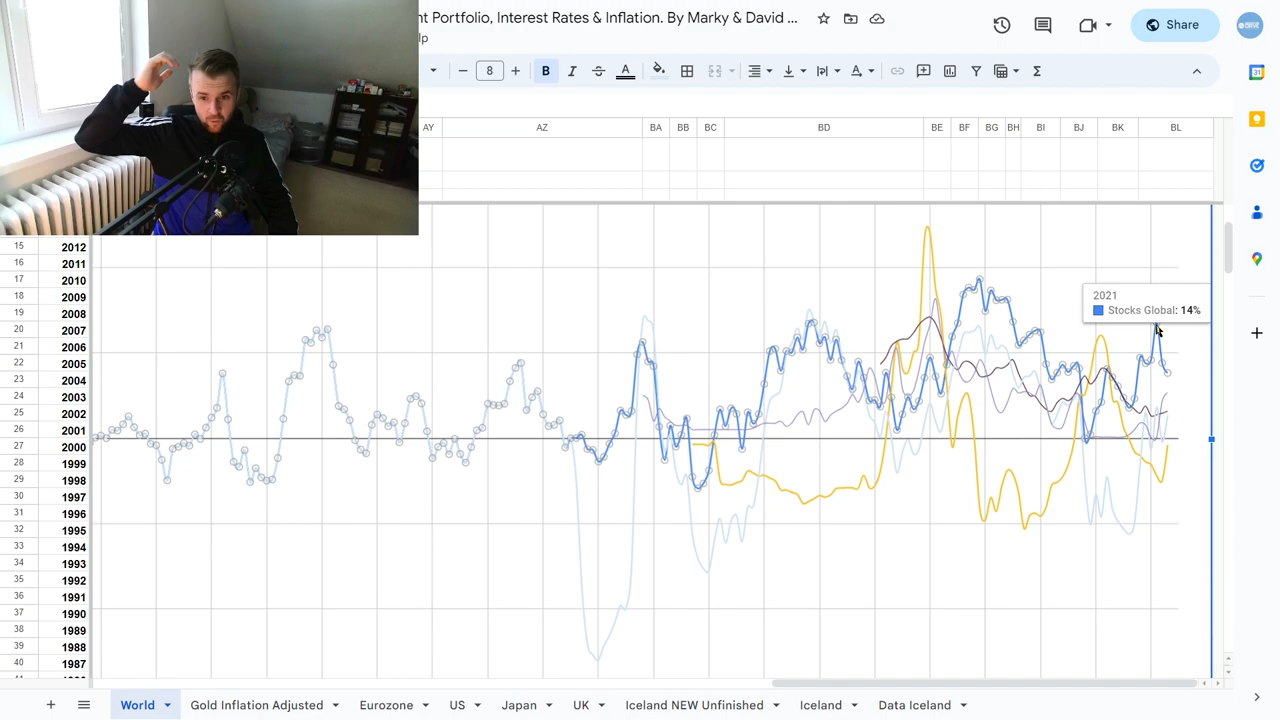 nt Portfolio, Interest Rates & Inflation. By Marky & David ...
elp
Share
8
B
I
S
A
31
AY
AZ
BA
BB
BC
BD
BE
BF
BG
BH
BI
BJ
BK
BL
15 2012
16 2011
17 2010
18 2009
19 2008
20 2007
21 2006
22 2005
23 2004
24 2003
25 2002
26 2001
27 2000
28 1999
29 1998
30 1997
31 1996
32 1995
33 1994
34 1993
35 1992
36 1991
37 1990
38 1989
39 1988
40 1987
2021
Stocks Global: 14%
World
Gold Inflation Adjusted
Eurozone
US
Japan
UK
Iceland NEW Unfinished
Iceland
Data Iceland